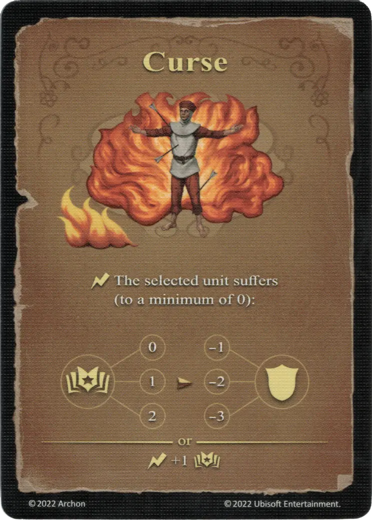 Curse
The selected unit suffers
(to a minimum of 0):
0 -1
1 -2
2 -3
or
+1
© 2022 Archon © 2022 Ubisoft Entertainment.